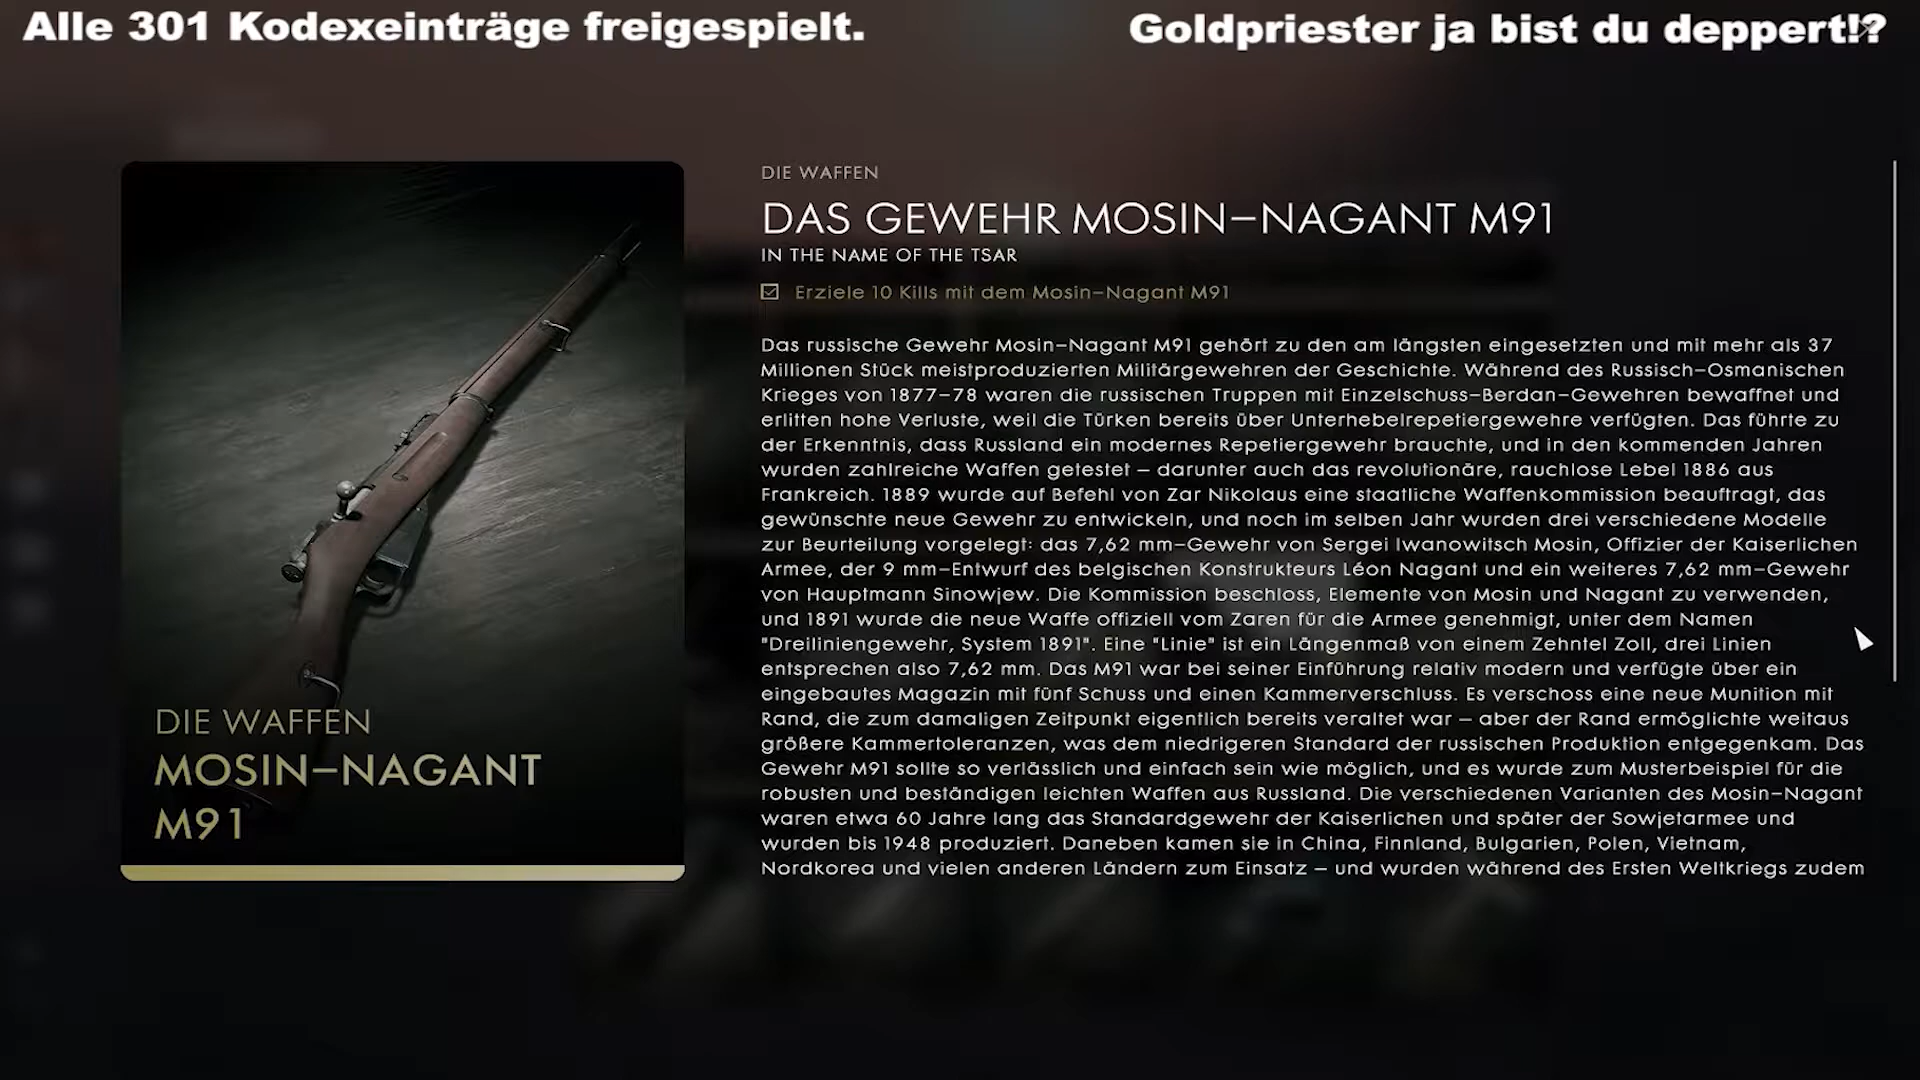 Alle 301 Kodexeinträge freigespielt.
Goldpriester ja bist du deppert!?
DIE WAFFEN
MOSIN–NAGANT
M91
DIE WAFFEN
DAS GEWEHR MOSIN–NAGANT M91
IN THE NAME OF THE TSAR
Erziele 10 Kills mit dem Mosin–Nagant M91
Das russische Gewehr Mosin–Nagant M91 gehört zu den am längsten eingesetzten und mit mehr als 37
Millionen Stück meistproduzierten Militärgewehren der Geschichte. Während des Russisch–Osmanischen
Krieges von 1877–78 waren die russischen Truppen mit Einzelschuss–Berdan–Gewehren bewaffnet und
erlitten hohe Verluste, weil die Türken bereits über Unterhebelrepetiergewehre verfügten. Das führte zu
der Erkenntnis, dass Russland ein modernes Repetiergewehr brauchte, und in den kommenden Jahren
wurden zahlreiche Waffen getestet – darunter auch das revolutionäre, rauchlose Lebel 1886 aus
Frankreich. 1889 wurde auf Befehl von Zar Nikolaus eine staatliche Waffenkommission beauftragt, das
gewünschte neue Gewehr zu entwickeln, und noch im selben Jahr wurden drei verschiedene Modelle
zur Beurteilung vorgelegt: das 7,62 mm–Gewehr von Sergei Iwanowitsch Mosin, Offizier der Kaiserlichen
Armee, der 9 mm–Entwurf des belgischen Konstrukteurs Léon Nagant und ein weiteres 7,62 mm–Gewehr
von Hauptmann Sinowjew. Die Kommission beschloss, Elemente von Mosin und Nagant zu verwenden,
und 1891 wurde die neue Waffe offiziell vom Zaren für die Armee genehmigt, unter dem Namen
"Dreiliniengewehr, System 1891". Eine "Linie" ist ein Längenmaß von einem Zehntel Zoll, drei Linien
entsprechen also 7,62 mm. Das M91 war bei seiner Einführung relativ modern und verfügte über ein
eingebautes Magazin mit fünf Schuss und einen Kammerverschluss. Es verschoss eine neue Munition mit
Rand, die zum damaligen Zeitpunkt eigentlich bereits veraltet war – aber der Rand ermöglichte weitaus
größere Kammertoleranzen, was dem niedrigeren Standard der russischen Produktion entgegenkam. Das
Gewehr M91 sollte so verlässlich und einfach sein wie möglich, und es wurde zum Musterbeispiel für die
robusten und beständigen leichten Waffen aus Russland. Die verschiedenen Varianten des Mosin–Nagant
waren etwa 60 Jahre lang das Standardgewehr der Kaiserlichen und später der Sowjetarmee und
wurden bis 1948 produziert. Daneben kamen sie in China, Finnland, Bulgarien, Polen, Vietnam,
Nordkorea und vielen anderen Ländern zum Einsatz – und wurden während des Ersten Weltkriegs zudem